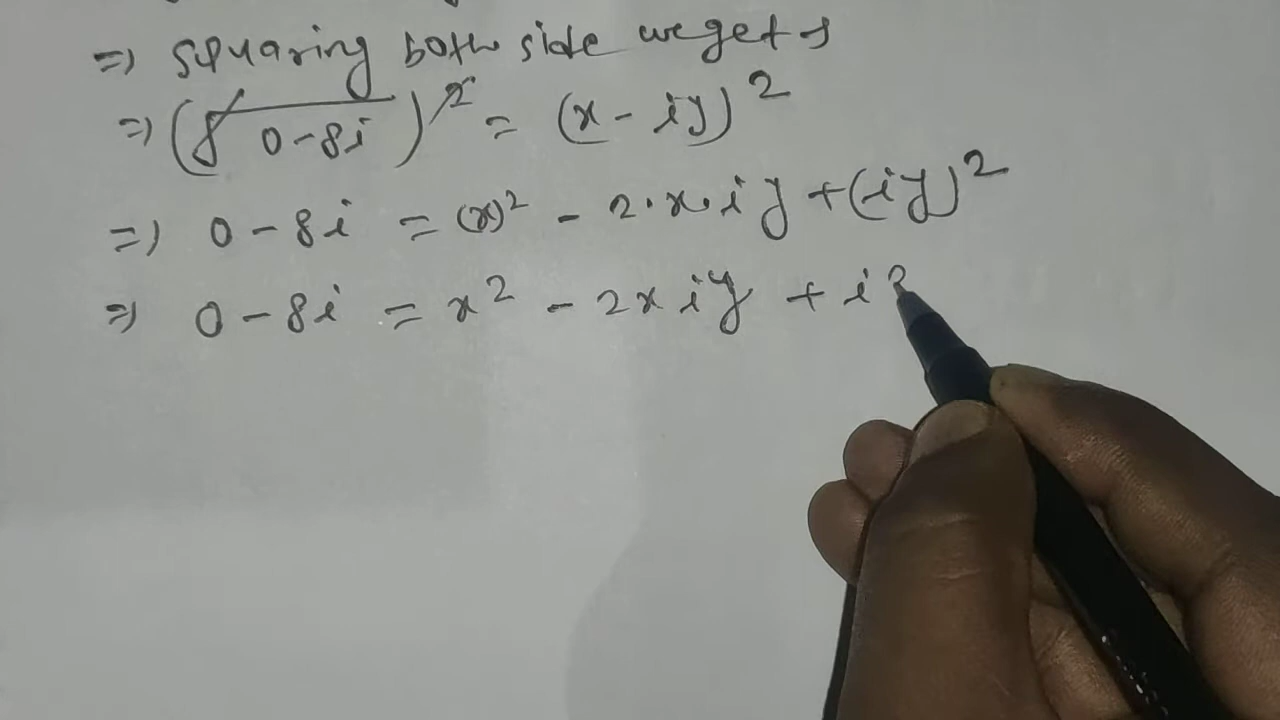 => squaring both side we get s
=> (√0-8i)² = (x - iy)²
=> 0-8i = (x)² - 2·x·iy + (iy)²
=> 0-8i = x² - 2xiy + i²